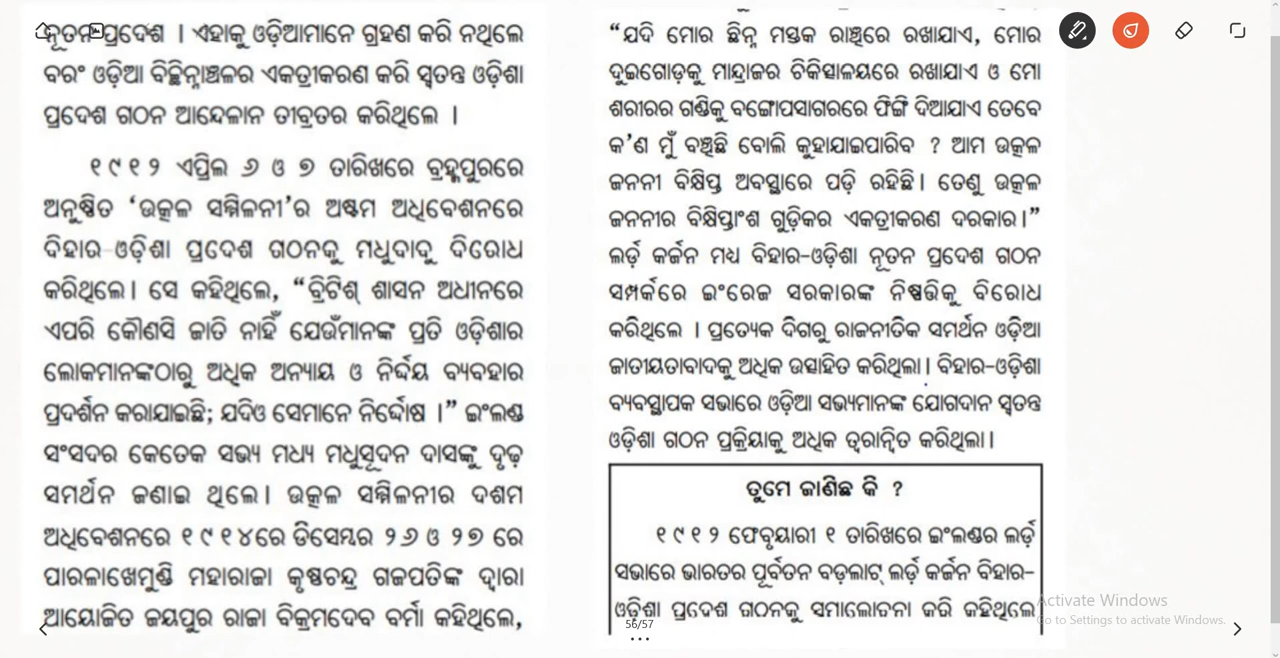 ନୂତନ ପ୍ରଦେଶ । ଏହାକୁ ଓଡ଼ିଆମାନେ ଗ୍ରହଣ କରି ନଥିଲେ
ବରଂ ଓଡ଼ିଆ ବିଚ୍ଛିନ୍ନାଞ୍ଚଳର ଏକତ୍ରୀକରଣ କରି ସ୍ୱତନ୍ତ୍ର ଓଡ଼ିଶା
ପ୍ରଦେଶ ଗଠନ ଆନ୍ଦୋଳାନ ତୀବ୍ରତର କରିଥିଲେ ।
୧୯୧୨ ଏପ୍ରିଲ ୬ ଓ ୭ ତାରିଖରେ ବ୍ରହ୍ମପୁରରେ
ଅନୁଷ୍ଠିତ ‘ଉତ୍କଳ ସମ୍ମିଳନୀ’ର ଅଷ୍ଟମ ଅଧିବେଶନରେ
ବିହାର-ଓଡ଼ିଶା ପ୍ରଦେଶ ଗଠନକୁ ମଧୁବାବୁ ବିରୋଧ
କରିଥିଲେ। ସେ କହିଥିଲେ, “ବ୍ରିଟିଶ୍ ଶାସନ ଅଧୀନରେ
ଏପରି କୌଣସି ଜାତି ନାହିଁ ଯେଉଁମାନଙ୍କ ପ୍ରତି ଓଡ଼ିଶାର
ଲୋକମାନଙ୍କଠାରୁ ଅଧିକ ଅନ୍ୟାୟ ଓ ନିର୍ଦ୍ଦୟ ବ୍ୟବହାର
ପ୍ରଦର୍ଶନ କରାଯାଇଛି; ଯଦିଓ ସେମାନେ ନିର୍ଦ୍ଦୋଷ ।” ଇଂଲଣ୍ଡ
ସଂସଦର କେତେକ ସଭ୍ୟ ମଧ୍ୟ ମଧୁସୂଦନ ଦାସଙ୍କୁ ଦୃଢ଼
ସମର୍ଥନ ଜଣାଇ ଥିଲେ। ଉତ୍କଳ ସମ୍ମିଳନୀର ଦଶମ
ଅଧିବେଶନରେ ୧୯୧୪ରେ ଡିସେମ୍ବର ୨୬ ଓ ୨୭ ରେ
ପାରଳାଖେମୁଣ୍ଡି ମହାରାଜା କୃଷ୍ଣଚନ୍ଦ୍ର ଗଜପତିଙ୍କ ଦ୍ୱାରା
ଆୟୋଜିତ ଜୟପୁର ରାଜା ବିକ୍ରମଦେବ ବର୍ମା କହିଥିଲେ,
“ଯଦି ମୋର ଛିନ୍ନ ମସ୍ତକ ରାଞ୍ଚିରେ ରଖାଯାଏ, ମୋର
ଦୁଇଗୋଡ଼କୁ ମାନ୍ଦ୍ରାଜର ଚିକିତ୍ସାଳୟରେ ରଖାଯାଏ ଓ ମୋ
ଶରୀରର ଗଣ୍ଡିକୁ ବଙ୍ଗୋପସାଗରରେ ଫିଙ୍ଗି ଦିଆଯାଏ ତେବେ
କ’ଣ ମୁଁ ବଞ୍ଚିଛି ବୋଲି କୁହାଯାଇପାରିବ ? ଆମ ଉତ୍କଳ
ଜନନୀ ବିକ୍ଷିପ୍ତ ଅବସ୍ଥାରେ ପଡ଼ି ରହିଛି। ତେଣୁ ଉତ୍କଳ
ଜନନୀର ବିକ୍ଷିପ୍ତାଂଶ ଗୁଡ଼ିକର ଏକତ୍ରୀକରଣ ଦରକାର।”
ଲର୍ଡ଼ କର୍ଜନ ମଧ୍ୟ ବିହାର-ଓଡ଼ିଶା ନୂତନ ପ୍ରଦେଶ ଗଠନ
ସମ୍ପର୍କରେ ଇଂରେଜ ସରକାରଙ୍କ ନିଷ୍ପତ୍ତିକୁ ବିରୋଧ
କରିଥିଲେ । ପ୍ରତ୍ୟେକ ଦିଗରୁ ରାଜନୀତିକ ସମର୍ଥନ ଓଡ଼ିଆ
ଜାତୀୟତାବାଦକୁ ଅଧିକ ଉତ୍ସାହିତ କରିଥିଲା। ବିହାର-ଓଡ଼ିଶା
ବ୍ୟବସ୍ଥାପକ ସଭାରେ ଓଡ଼ିଆ ସଭ୍ୟମାନଙ୍କ ଯୋଗଦାନ ସ୍ୱତନ୍ତ୍ର
ଓଡ଼ିଶା ଗଠନ ପ୍ରକ୍ରିୟାକୁ ଅଧିକ ତ୍ୱରାନ୍ୱିତ କରିଥିଲା।
ତୁମେ ଜାଣିଛ କି ?
୧୯୧୨ ଫେବୃୟାରୀ ୧ ତାରିଖରେ ଇଂଲଣ୍ଡର ଲର୍ଡ଼
ସଭାରେ ଭାରତର ପୂର୍ବତନ ବଡ଼ଲାଟ୍ ଲର୍ଡ଼ କର୍ଜନ ବିହାର-
ଓଡ଼ିଶା ପ୍ରଦେଶ ଗଠନକୁ ସମାଲୋଚନା କରି କହିଥିଲେ
56/57
Activate Windows
Go to Settings to activate Windows.